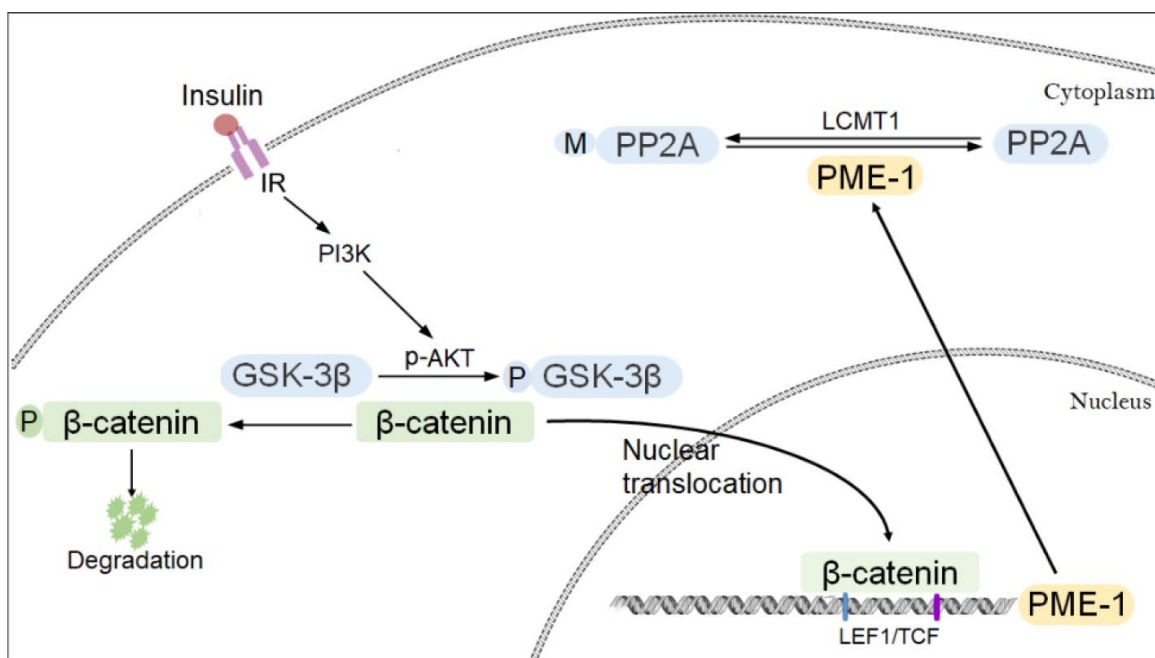 Cytoplasm
Insulin
LCMT1
M PP2A
PP2A
PME-1
IR
PI3K
p-AKT
GSK-3β
P GSK-3β
Nucleus
P β-catenin
β-catenin
Nuclear
translocation
Degradation
β-catenin
PME-1
LEF1/TCF